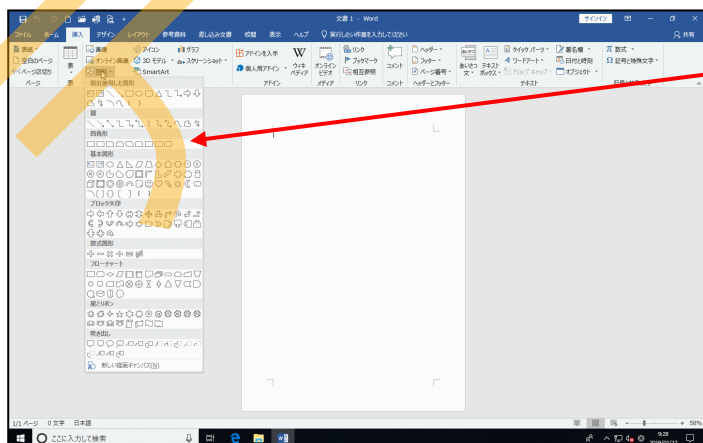 文書 1 - Word
サインイン
ファイル ホーム 挿入 デザイン レイアウト 参考資料 差し込み文書 校閲 表示 ヘルプ 実行したい作業を入力してください
共有
表紙
空白のページ
ページ区切り
ページ
表
表
画像
オンライン画像
図形
アイコン
3D モデル
SmartArt
グラフ
スクリーンショット
アドインを入手
個人用アドイン
アドイン
ウィキペディア
オンライン ビデオ
メディア
リンク
ブックマーク
相互参照
リンク
コメント
コメント
ヘッダー
フッター
ページ番号
ヘッダーとフッター
あいさつ文
テキスト ボックス
クイック パーツ
ワードアート
ドロップ キャップ
署名欄
日付と時刻
オブジェクト
テキスト
π 数式
Ω 記号と特殊文字
記号と特殊文字
最近使用した図形
線
四角形
基本図形
ブロック矢印
数式図形
フローチャート
星とリボン
吹き出し
新しい描画キャンバス(N)
1/1 ページ 0 文字 日本語
58%
ここに入力して検索
9:28